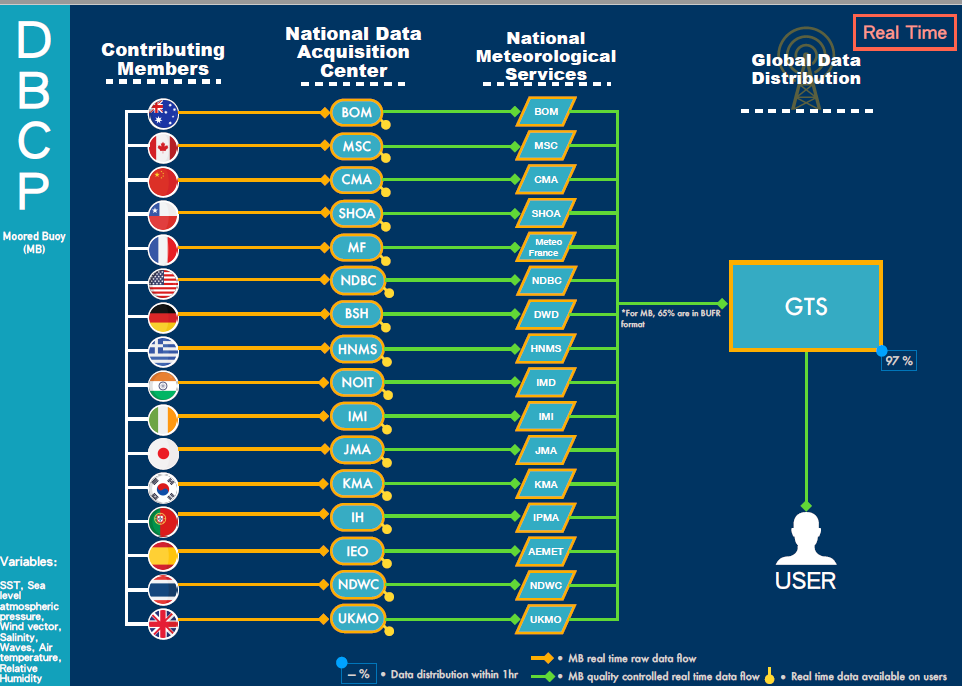 D
B
C
P
Moored Buoy
(MB)
Variables:
SST, Sea
level
atmospheric
pressure,
Wind vector,
Salinity,
Waves, Air
temperature,
Relative
Humidity
Real Time
Contributing
Members
National Data
Acquisition
Center
National
Meteorological
Services
Global Data
Distribution
BOM BOM
MSC MSC
CMA CMA
SHOA SHOA
MF Meteo
France
NDBC NDBC
BSH DWD
HNMS HNMS
NOIT IMD
IMI IMI
JMA JMA
KMA KMA
IH IPMA
IEO AEMET
NDWC NDWC
UKMO UKMO
*For MB, 65% are in BUFR
format
GTS
97 %
USER
– % • Data distribution within 1hr
• MB real time raw data flow
• MB quality controlled real time data flow
• Real time data available on users